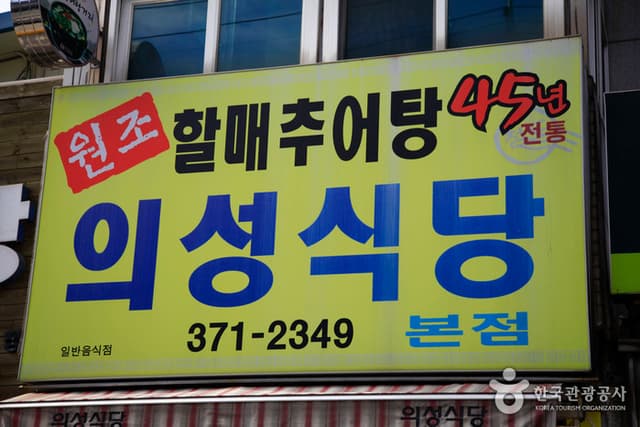 원조 할매추어탕 45년 전통
의성식당
일반음식점 371-2349 본점
의성식당 의성식당
한국관광공사
KOREA TOURISM ORGANIZATION